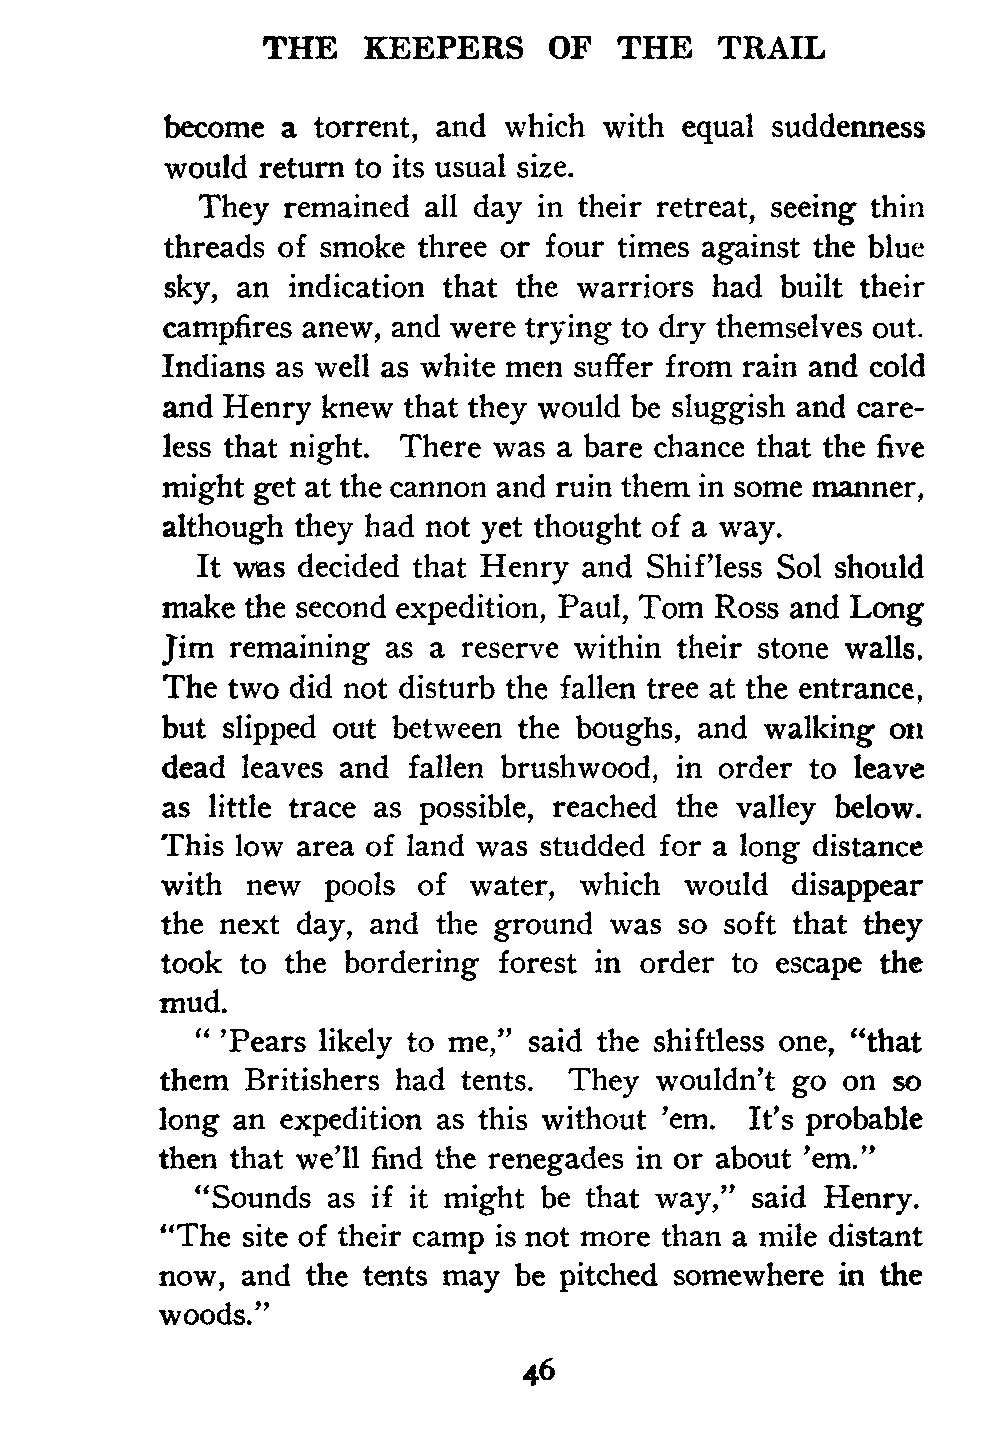 THE KEEPERS OF THE TRAIL
become a torrent, and which with equal suddenness
would return to its usual size.
They remained all day in their retreat, seeing thin
threads of smoke three or four times against the blue
sky, an indication that the warriors had built their
campfires anew, and were trying to dry themselves out.
Indians as well as white men suffer from rain and cold
and Henry knew that they would be sluggish and care-
less that night. There was a bare chance that the five
might get at the cannon and ruin them in some manner,
although they had not yet thought of a way.
It was decided that Henry and Shif’less Sol should
make the second expedition, Paul, Tom Ross and Long
Jim remaining as a reserve within their stone walls.
The two did not disturb the fallen tree at the entrance,
but slipped out between the boughs, and walking on
dead leaves and fallen brushwood, in order to leave
as little trace as possible, reached the valley below.
This low area of land was studded for a long distance
with new pools of water, which would disappear
the next day, and the ground was so soft that they
took to the bordering forest in order to escape the
mud.
“ ’Pears likely to me,” said the shiftless one, “that
them Britishers had tents. They wouldn’t go on so
long an expedition as this without ’em. It’s probable
then that we’ll find the renegades in or about ’em.”
“Sounds as if it might be that way,” said Henry.
“The site of their camp is not more than a mile distant
now, and the tents may be pitched somewhere in the
woods.”
46